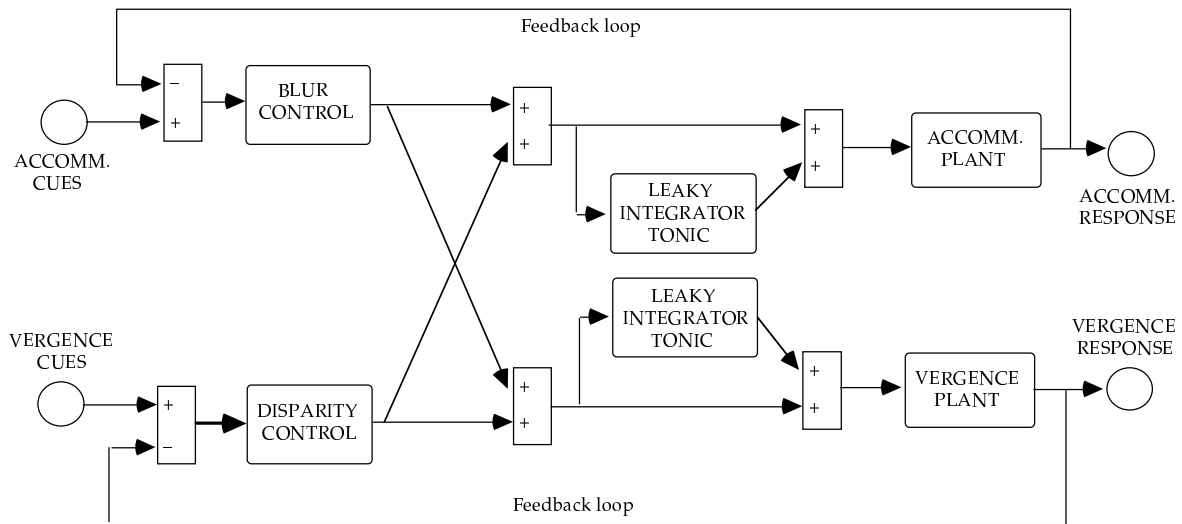 Feedback loop
−
+
BLUR
CONTROL
ACCOMM.
CUES
+
+
+
+
ACCOMM.
PLANT
LEAKY
INTEGRATOR
TONIC
ACCOMM.
RESPONSE
VERGENCE
CUES
LEAKY
INTEGRATOR
TONIC
VERGENCE
RESPONSE
+
−
DISPARITY
CONTROL
+
+
+
+
VERGENCE
PLANT
Feedback loop